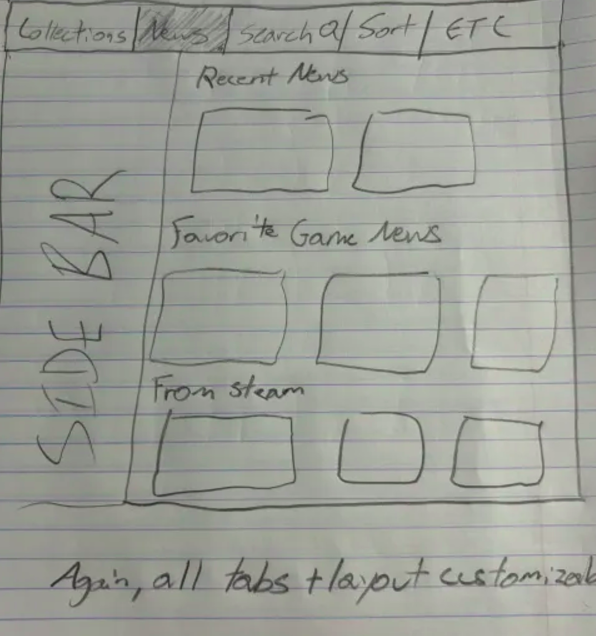 Collections News Search Sort ETC
Recent News
SIDE BAR
Favorite Game News
From steam
Again, all tabs + layout customizab